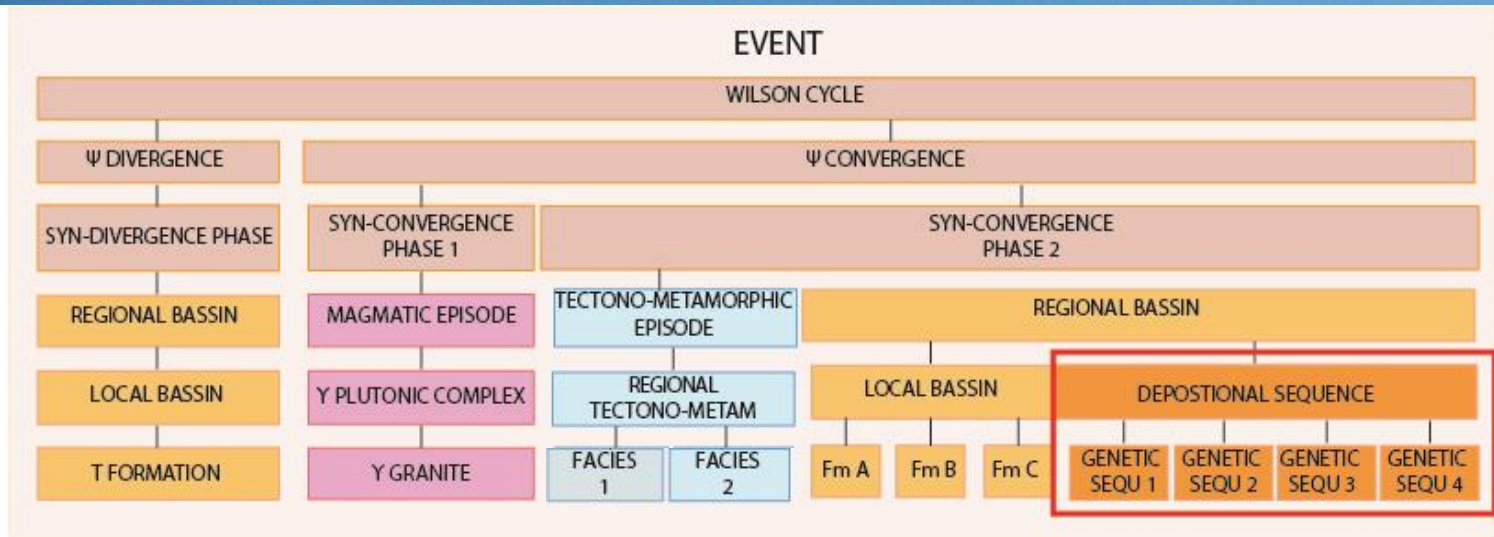 EVENT
WILSON CYCLE
Ψ DIVERGENCE
Ψ CONVERGENCE
SYN-DIVERGENCE PHASE
SYN-CONVERGENCE
PHASE 1
SYN-CONVERGENCE
PHASE 2
REGIONAL BASSIN
MAGMATIC EPISODE
TECTONO-METAMORPHIC
EPISODE
REGIONAL BASSIN
LOCAL BASSIN
Y PLUTONIC COMPLEX
REGIONAL
TECTONO-METAM
LOCAL BASSIN
DEPOSTIONAL SEQUENCE
T FORMATION
Y GRANITE
FACIES
1
FACIES
2
Fm A
Fm B
Fm C
GENETIC
SEQU 1
GENETIC
SEQU 2
GENETIC
SEQU 3
GENETIC
SEQU 4